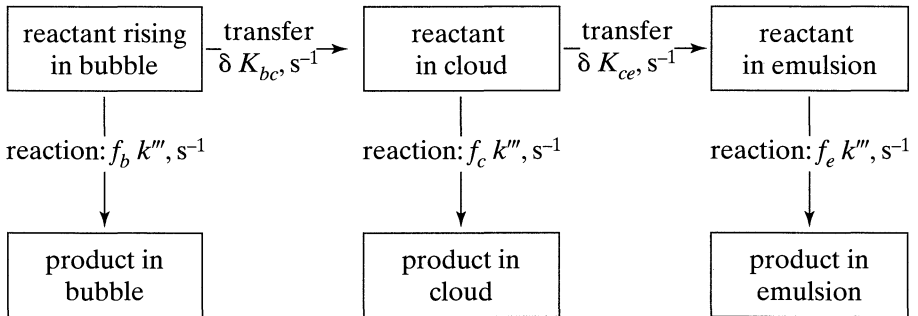 reactant rising
in bubble
transfer
δ K_bc, s⁻¹
reactant
in cloud
transfer
δ K_ce, s⁻¹
reactant
in emulsion
reaction: f_b k‴, s⁻¹
reaction: f_c k‴, s⁻¹
reaction: f_e k‴, s⁻¹
product in
bubble
product in
cloud
product in
emulsion